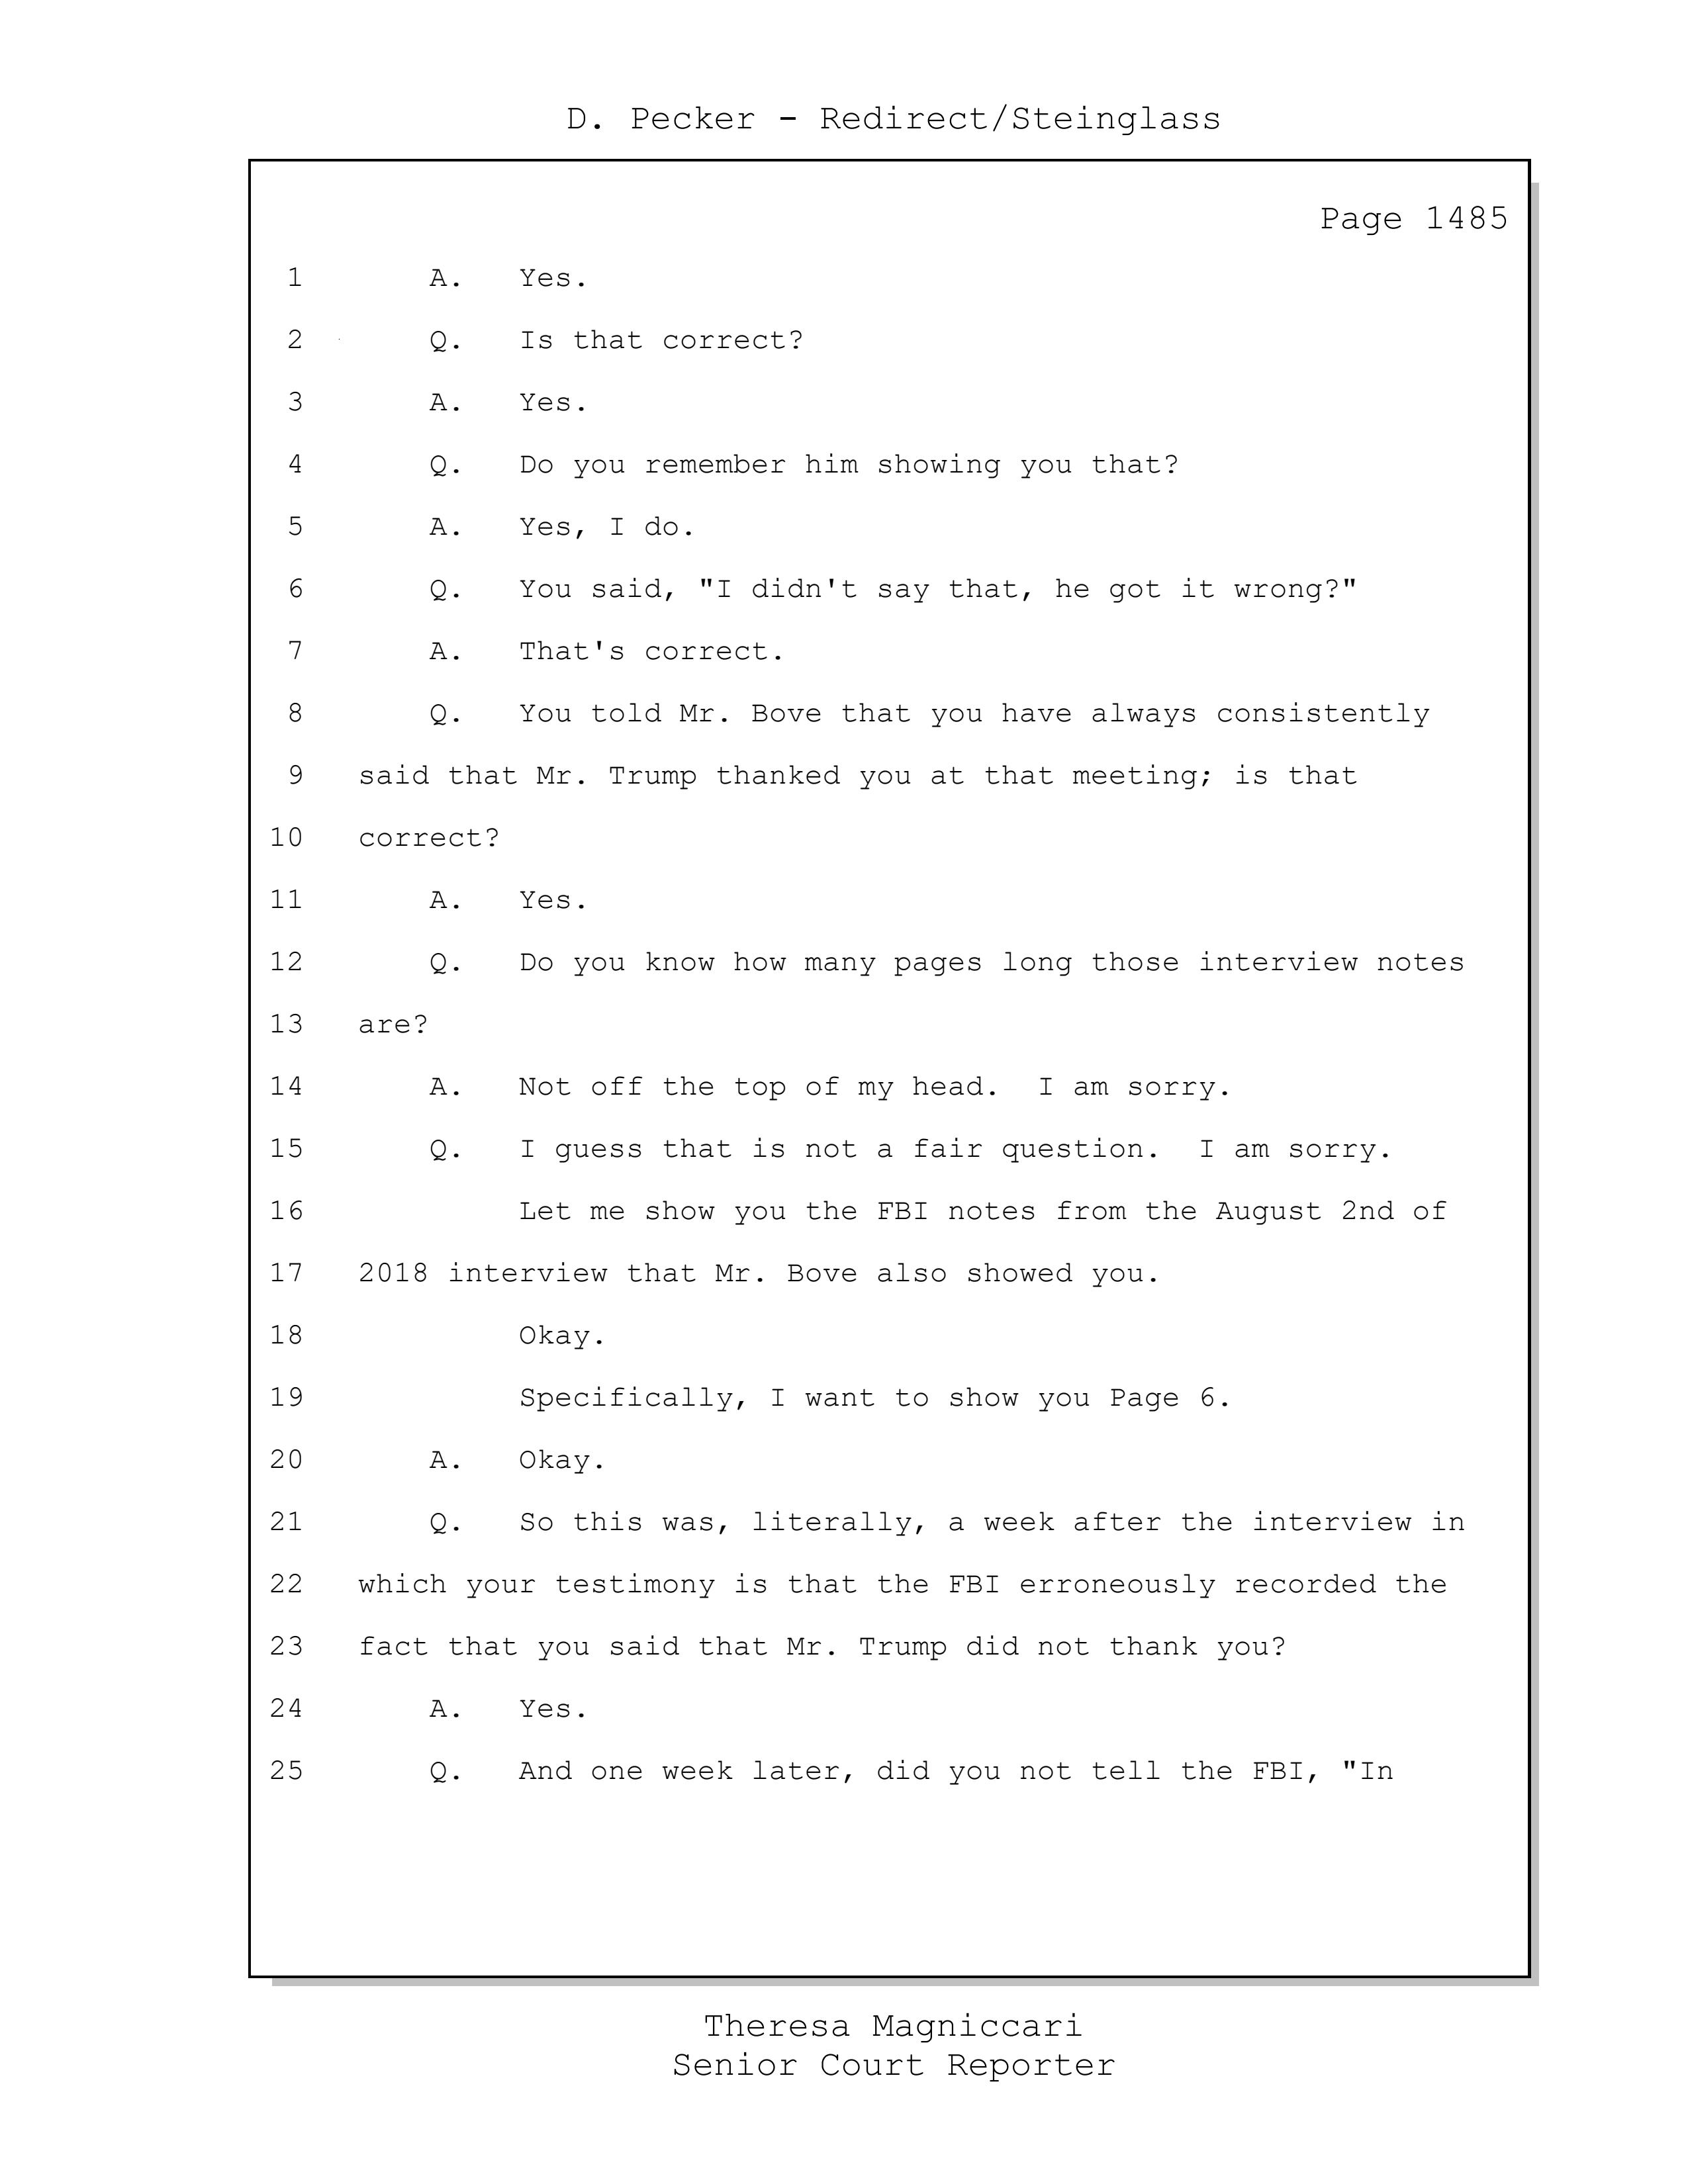 D. Pecker - Redirect/Steinglass
Page 1485
1 A. Yes.
2 Q. Is that correct?
3 A. Yes.
4 Q. Do you remember him showing you that?
5 A. Yes, I do.
6 Q. You said, "I didn't say that, he got it wrong?"
7 A. That's correct.
8 Q. You told Mr. Bove that you have always consistently
9 said that Mr. Trump thanked you at that meeting; is that
10 correct?
11 A. Yes.
12 Q. Do you know how many pages long those interview notes
13 are?
14 A. Not off the top of my head. I am sorry.
15 Q. I guess that is not a fair question. I am sorry.
16 Let me show you the FBI notes from the August 2nd of
17 2018 interview that Mr. Bove also showed you.
18 Okay.
19 Specifically, I want to show you Page 6.
20 A. Okay.
21 Q. So this was, literally, a week after the interview in
22 which your testimony is that the FBI erroneously recorded the
23 fact that you said that Mr. Trump did not thank you?
24 A. Yes.
25 Q. And one week later, did you not tell the FBI, "In
Theresa Magniccari
Senior Court Reporter